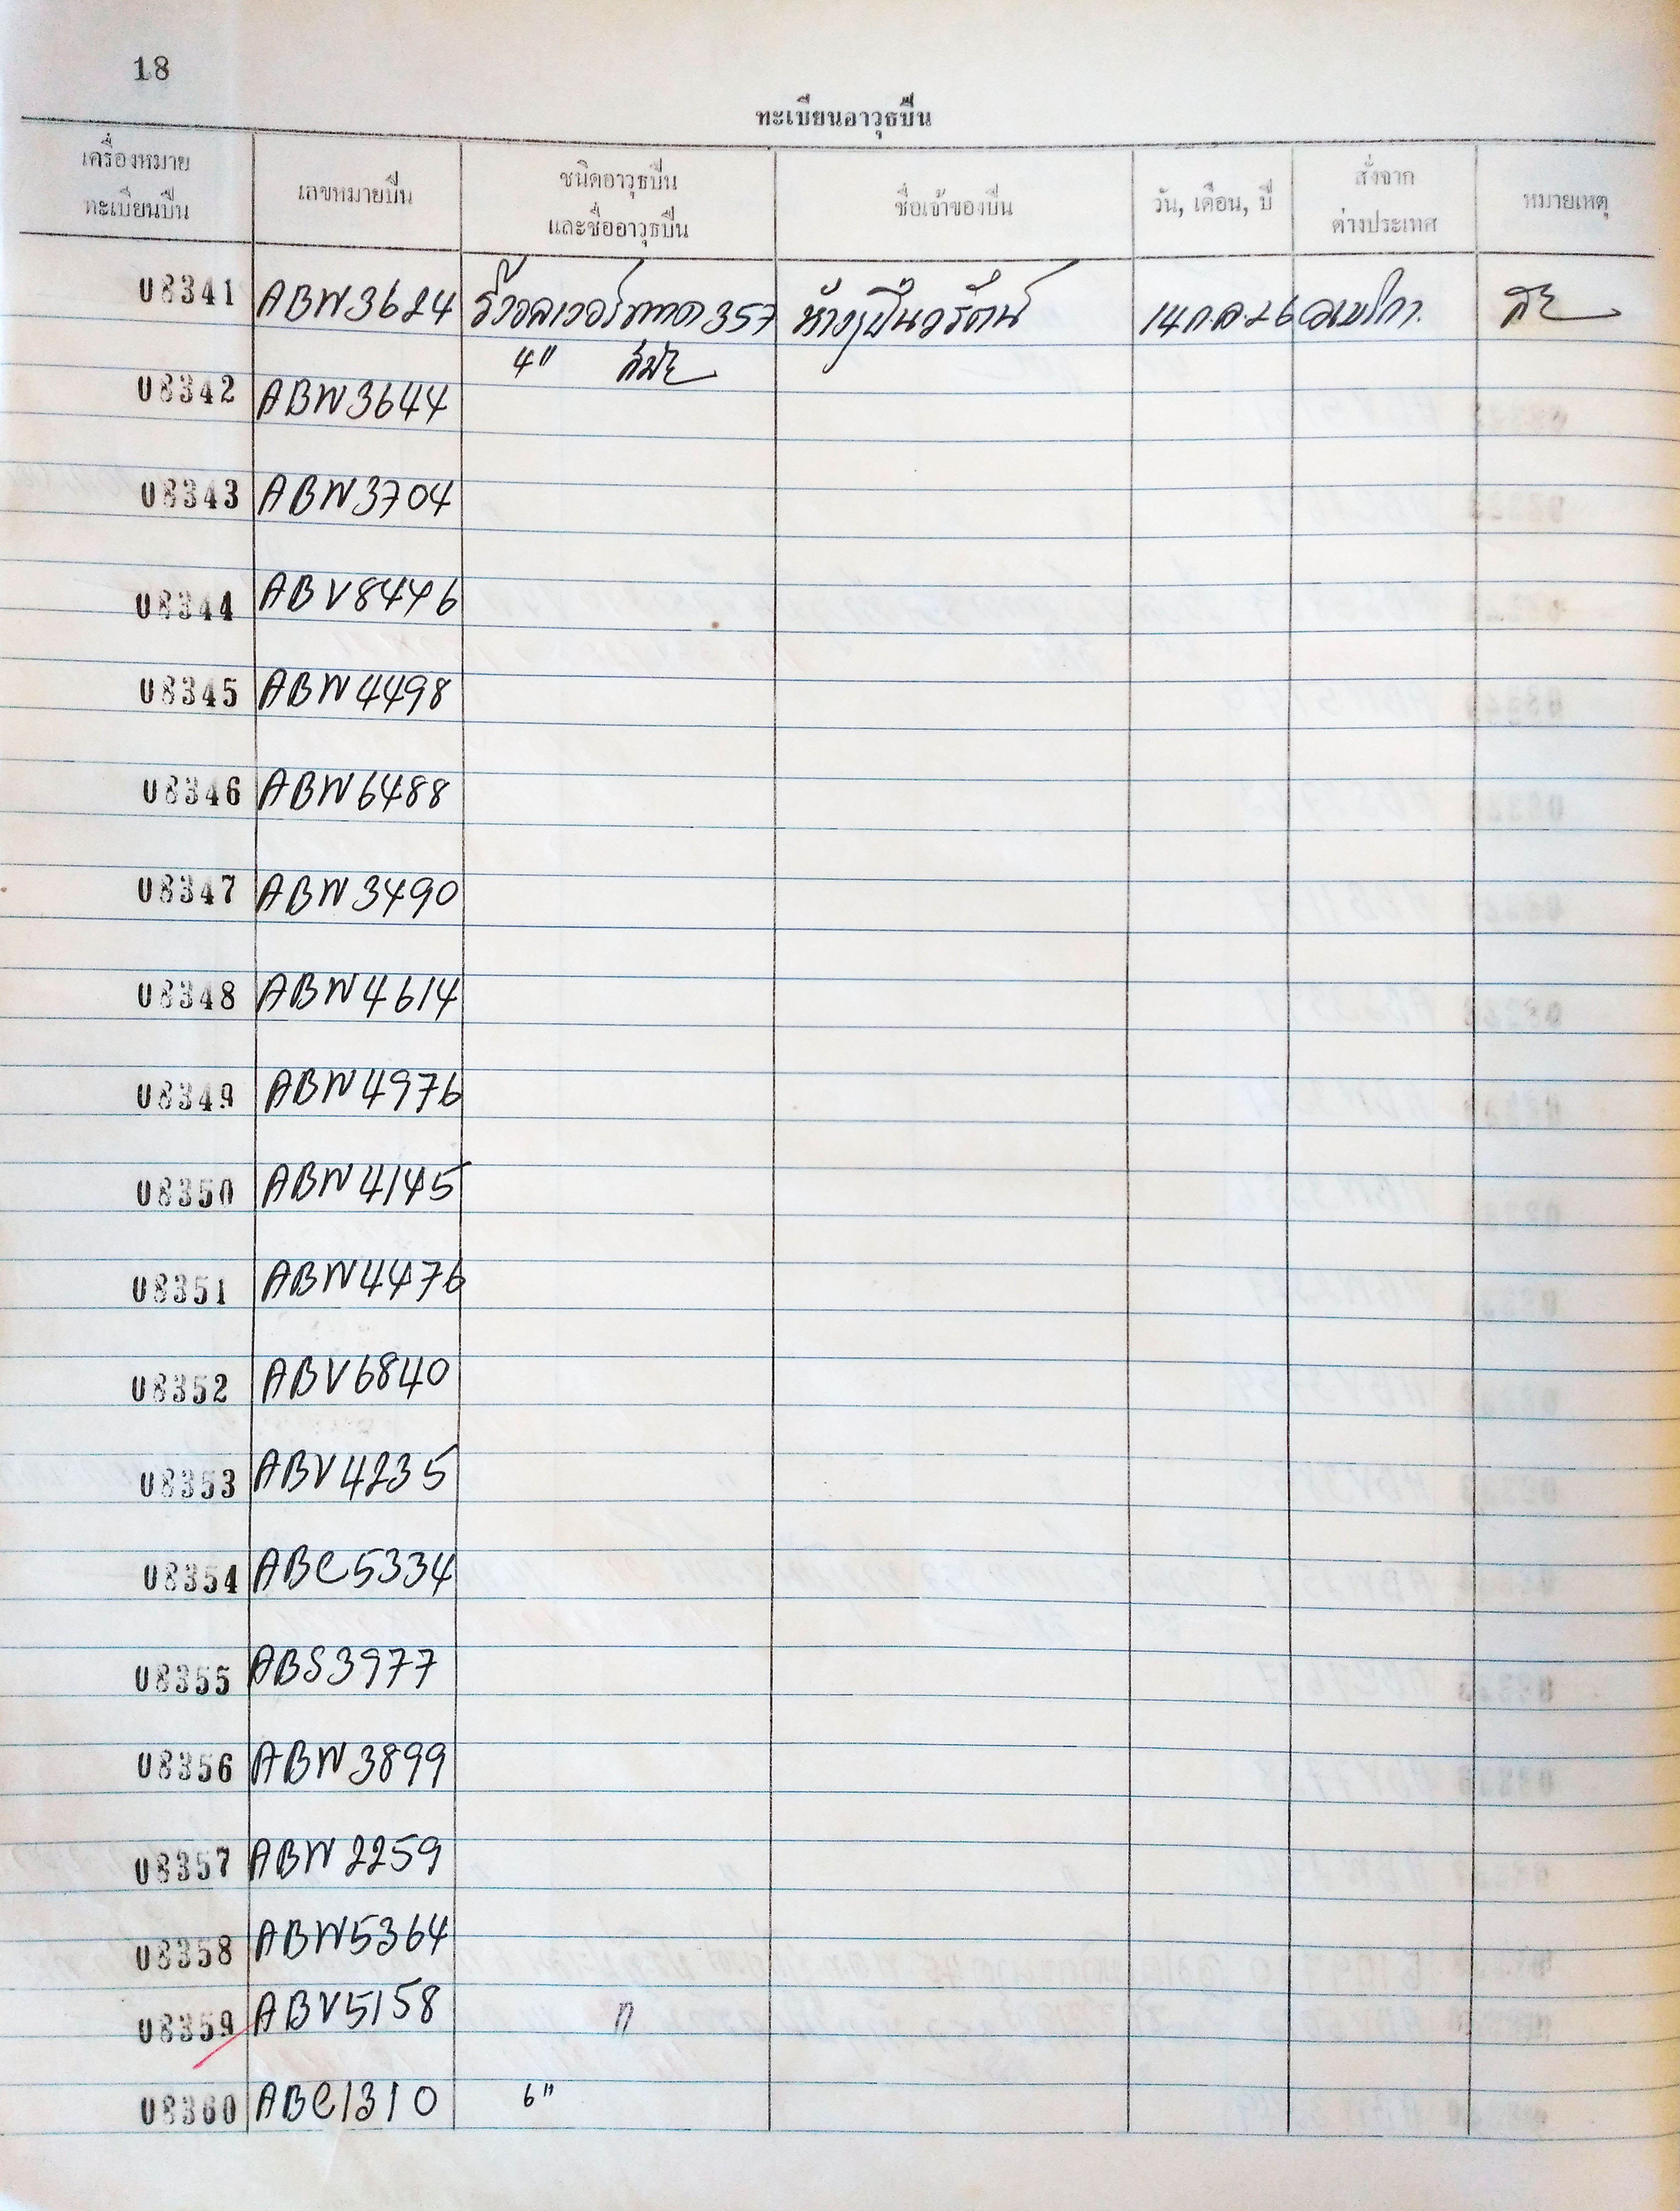 18
ทะเบียนอาวุธปืน
เครื่องหมาย
ทะเบียนปืน
เลขหมายปืน
ชนิดอาวุธปืน
และชื่ออาวุธปืน
ชื่อเจ้าของปืน
วัน, เดือน, ปี
สั่งจาก
ต่างประเทศ
หมายเหตุ
08341 ABW3624 รีวอลเวอร์ขนาด 357 ห้างปืนวรัตน์ 14 ก.ค. 26 อเมริกา
4"
08342 ABW3644
08343 ABW3704
08344 ABV8446
08345 ABW4498
08346 ABW6488
08347 ABW3490
08348 ABW4614
08349 ABW4976
08350 ABW4145
08351 ABW4476
08352 ABV6840
08353 ABV4235
08354 ABC5334
08355 ABS3977
08356 ABW3899
08357 ABW2259
08358 ABW5364
08359 ABV5158 "
08360 ABC1310 6"